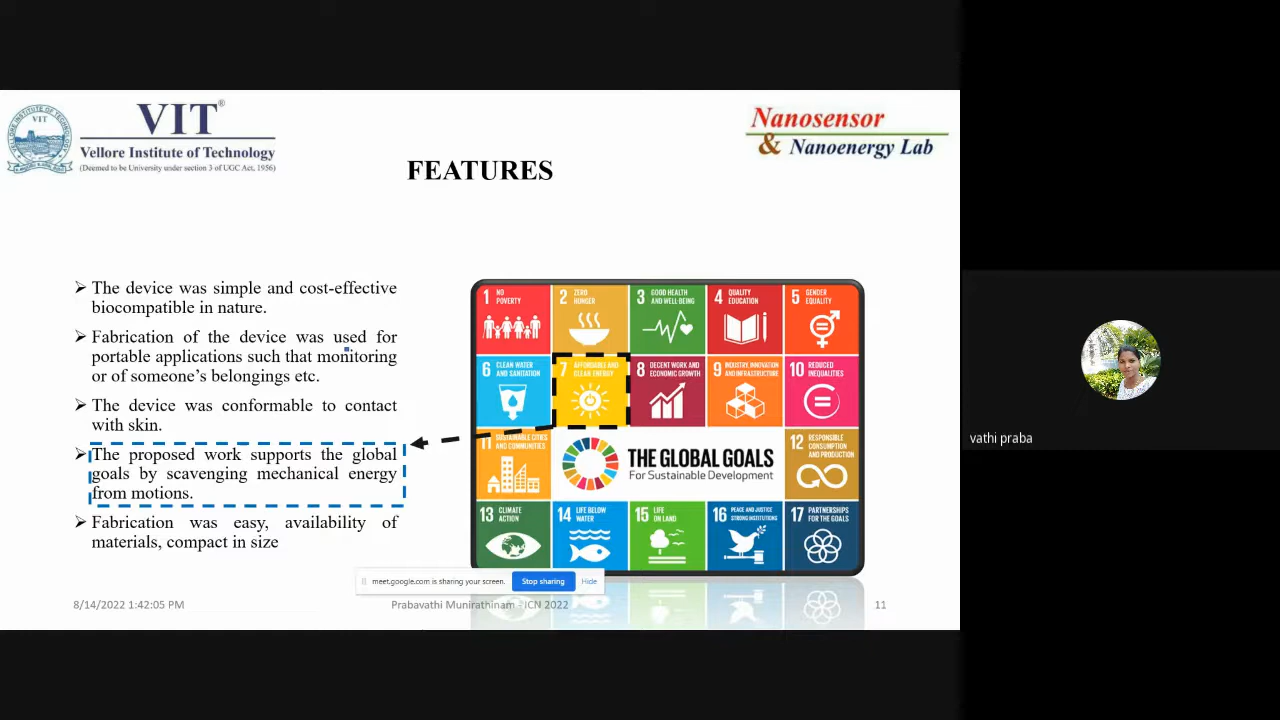 VIT®
Vellore Institute of Technology
(Deemed to be University under section 3 of UGC Act, 1956)
VIT
Nanosensor
& Nanoenergy Lab
FEATURES
➢ The device was simple and cost-effective
biocompatible in nature.
➢ Fabrication of the device was used for
portable applications such that monitoring
or of someone’s belongings etc.
➢ The device was conformable to contact
with skin.
➢ The proposed work supports the global
goals by scavenging mechanical energy
from motions.
➢ Fabrication was easy, availability of
materials, compact in size
1 NO
POVERTY
2 ZERO
HUNGER
3 GOOD HEALTH
AND WELL-BEING
4 QUALITY
EDUCATION
5 GENDER
EQUALITY
6 CLEAN WATER
AND SANITATION
7 AFFORDABLE AND
CLEAN ENERGY
8 DECENT WORK AND
ECONOMIC GROWTH
9 INDUSTRY, INNOVATION
AND INFRASTRUCTURE
10 REDUCED
INEQUALITIES
11 SUSTAINABLE CITIES
AND COMMUNITIES
THE GLOBAL GOALS
For Sustainable Development
12 RESPONSIBLE
CONSUMPTION
AND PRODUCTION
13 CLIMATE
ACTION
14 LIFE BELOW
WATER
15 LIFE
ON LAND
16 PEACE AND JUSTICE
STRONG INSTITUTIONS
17 PARTNERSHIPS
FOR THE GOALS
meet.google.com is sharing your screen.
Stop sharing
Hide
8/14/2022 1:42:05 PM
Prabavathi Munirathinam - ICN 2022
11
vathi praba